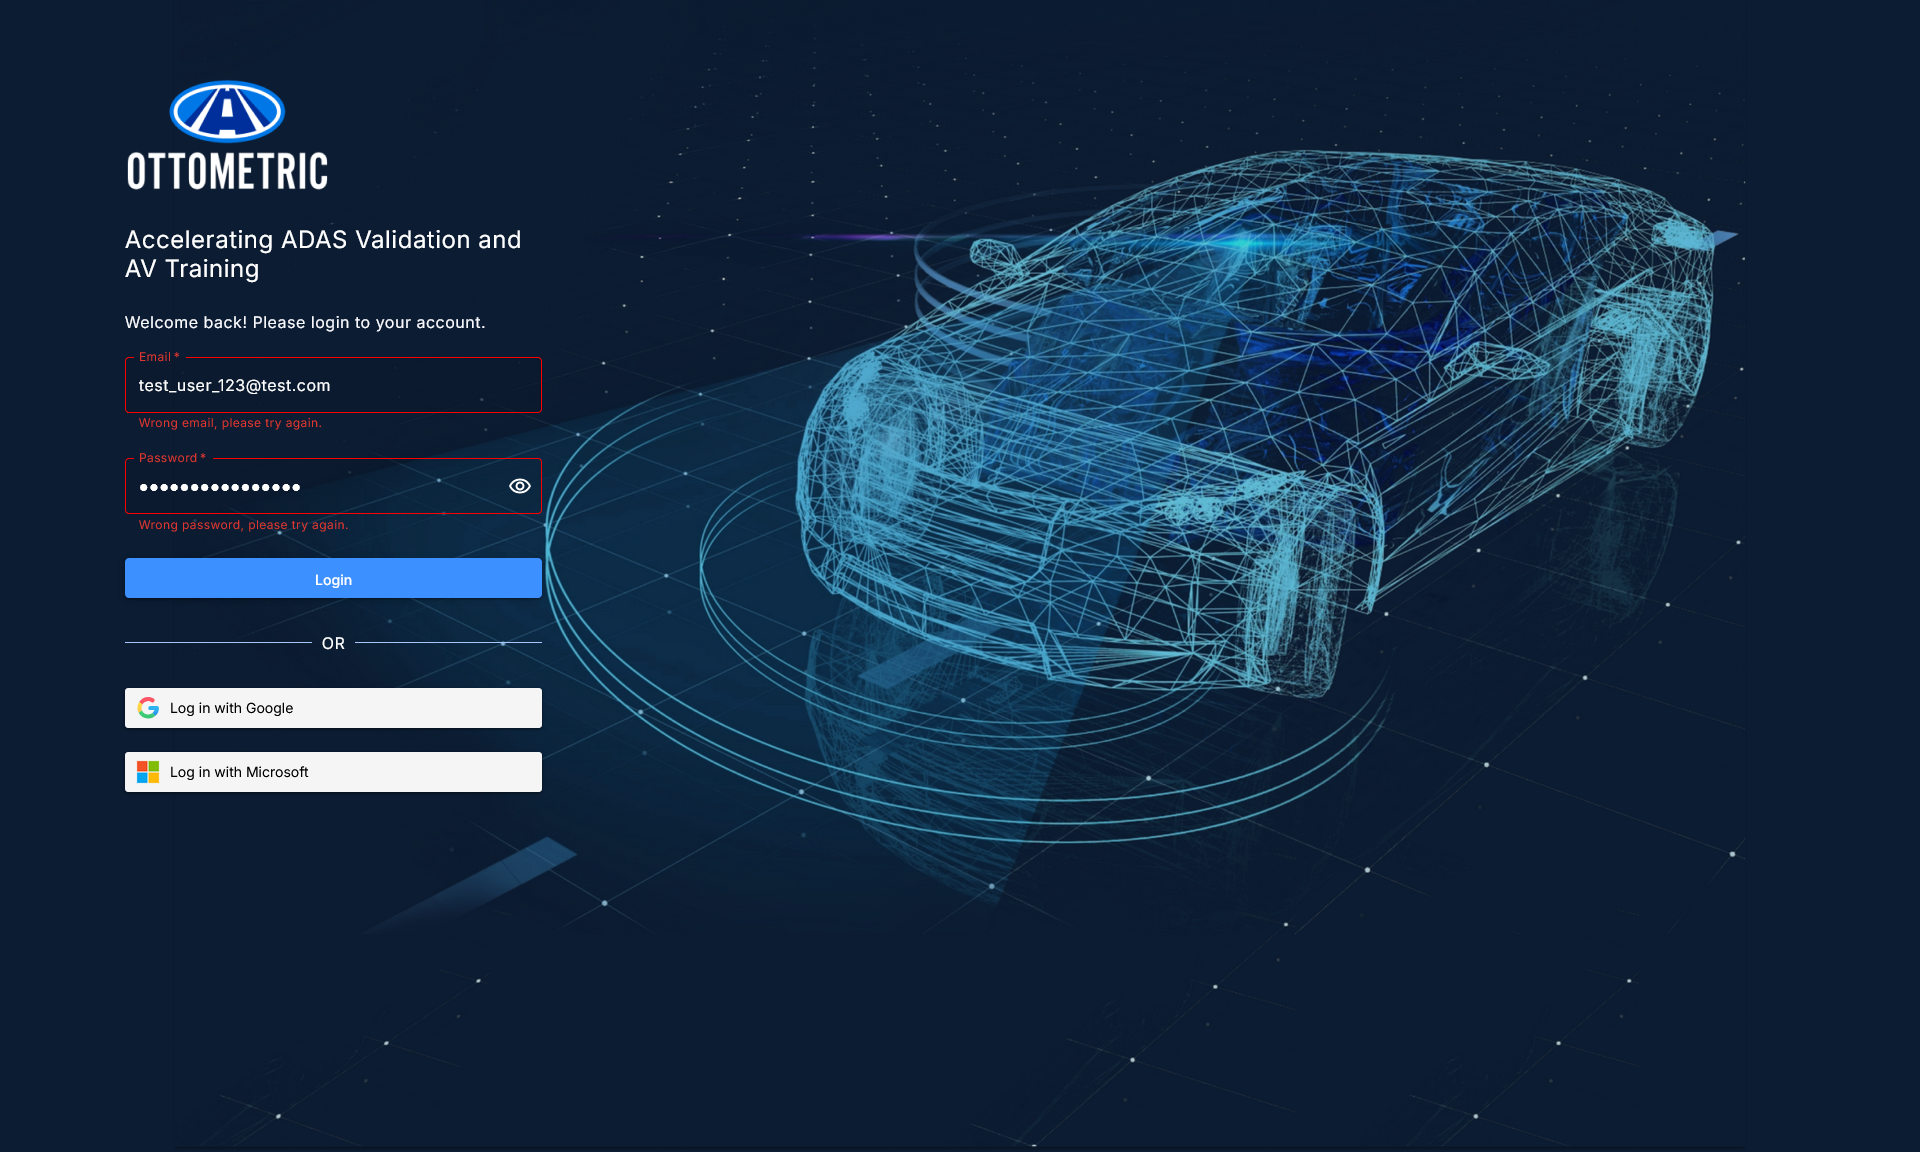 OTTOMETRIC
Accelerating ADAS Validation and
AV Training
Welcome back! Please login to your account.
Email *
test_user_123@test.com
Wrong email, please try again.
Password *
••••••••••••••••
Wrong password, please try again.
Login
OR
Log in with Google
Log in with Microsoft